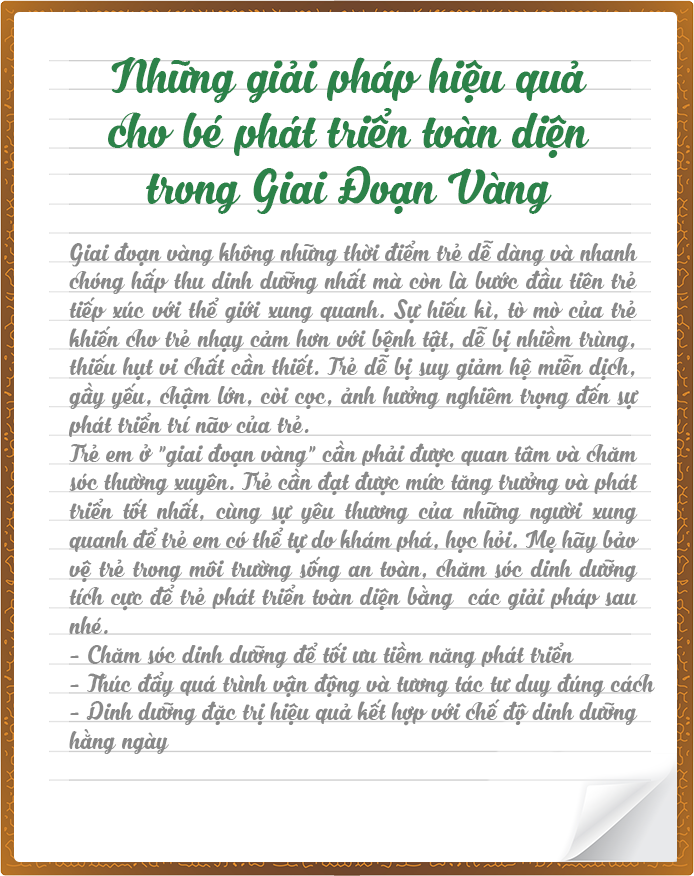 Những giải pháp hiệu quả
cho bé phát triển toàn diện
trong Giai Đoạn Vàng
Giai đoạn vàng không những thời điểm trẻ dễ dàng và nhanh
chóng hấp thu dinh dưỡng nhất mà còn là bước đầu tiên trẻ
tiếp xúc với thể giới xung quanh. Sự hiếu kì, tò mò của trẻ
khiến cho trẻ nhạy cảm hơn với bệnh tật, dễ bị nhiềm trùng,
thiếu hụt vi chất cần thiết. Trẻ dễ bị suy giảm hệ miễn dịch,
gầy yếu, chậm lớn, còi cọc, ảnh hưởng nghiêm trọng đến sự
phát triển trí não của trẻ.
Trẻ em ở "giai đoạn vàng" cần phải được quan tâm và chăm
sóc thường xuyên. Trẻ cần đạt được mức tăng trưởng và phát
triển tốt nhất, cùng sự yêu thương của những người xung
quanh để trẻ em có thể tự do khám phá, học hỏi. Mẹ hãy bảo
vệ trẻ trong môi trường sống an toàn, chăm sóc dinh dưỡng
tích cực để trẻ phát triển toàn diện bằng  các giải pháp sau
nhé.
- Chăm sóc dinh dưỡng để tối ưu tiềm năng phát triển
- Thúc đẩy quá trình vận động và tương tác tư duy đúng cách
- Dinh dưỡng đặc trị hiệu quả kết hợp với chế độ dinh dưỡng
hằng ngày